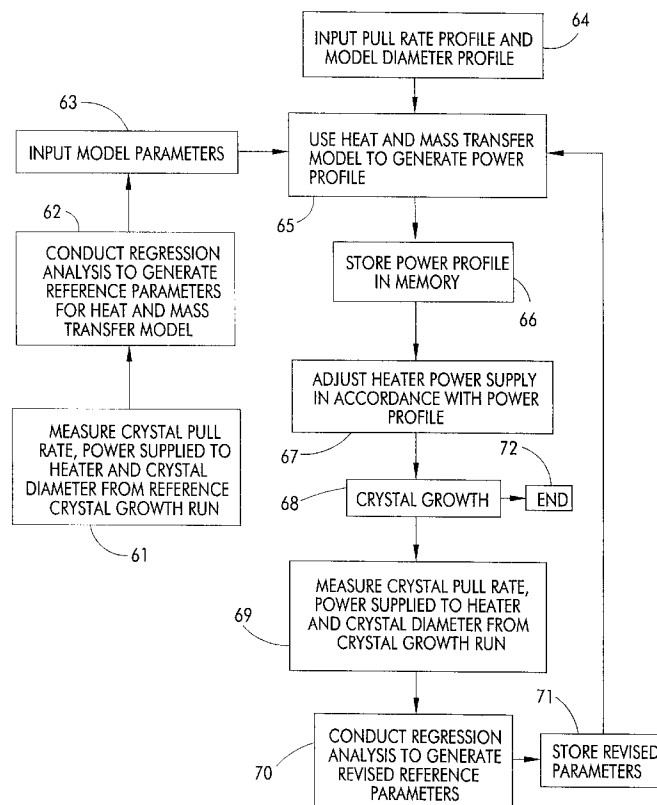 64
INPUT PULL RATE PROFILE AND
MODEL DIAMETER PROFILE
63
INPUT MODEL PARAMETERS
USE HEAT AND MASS TRANSFER
MODEL TO GENERATE POWER
PROFILE
65
62
CONDUCT REGRESSION
ANALYSIS TO GENERATE
REFERENCE PARAMETERS
FOR HEAT AND MASS
TRANSFER MODEL
STORE POWER PROFILE
IN MEMORY
66
ADJUST HEATER POWER SUPPLY
IN ACCORDANCE WITH POWER
PROFILE
67
MEASURE CRYSTAL PULL
RATE, POWER SUPPLIED TO
HEATER AND CRYSTAL
DIAMETER FROM REFERENCE
CRYSTAL GROWTH RUN
61
72
68
CRYSTAL GROWTH
END
69
MEASURE CRYSTAL PULL RATE,
POWER SUPPLIED TO HEATER
AND CRYSTAL DIAMETER FROM
CRYSTAL GROWTH RUN
70
CONDUCT REGRESSION
ANALYSIS TO GENERATE
REVISED REFERENCE
PARAMETERS
71
STORE REVISED
PARAMETERS